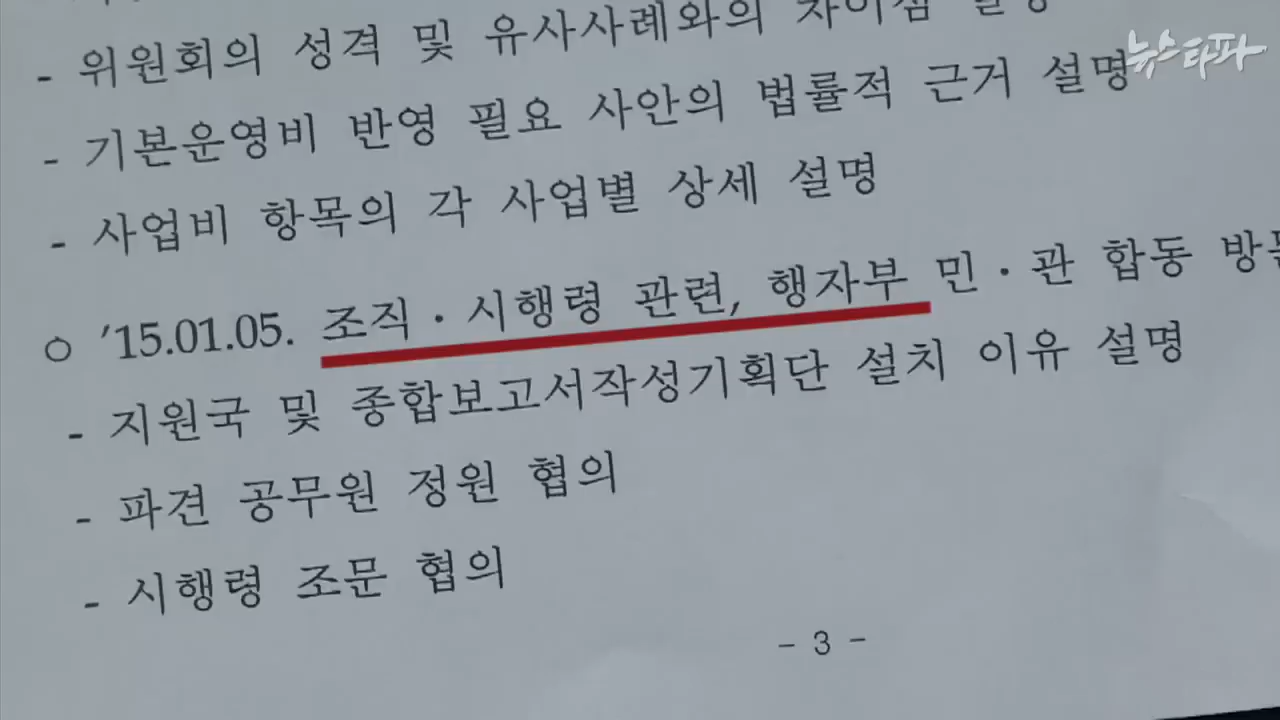 - 위원회의 성격 및 유사사례와의 차이점 설명
뉴스타파
- 기본운영비 반영 필요 사안의 법률적 근거 설명
- 사업비 항목의 각 사업별 상세 설명
○ '15.01.05. 조직·시행령 관련, 행자부 민·관 합동
- 지원국 및 종합보고서작성기획단 설치 이유 설명
- 파견 공무원 정원 협의
- 시행령 조문 협의
- 3 -